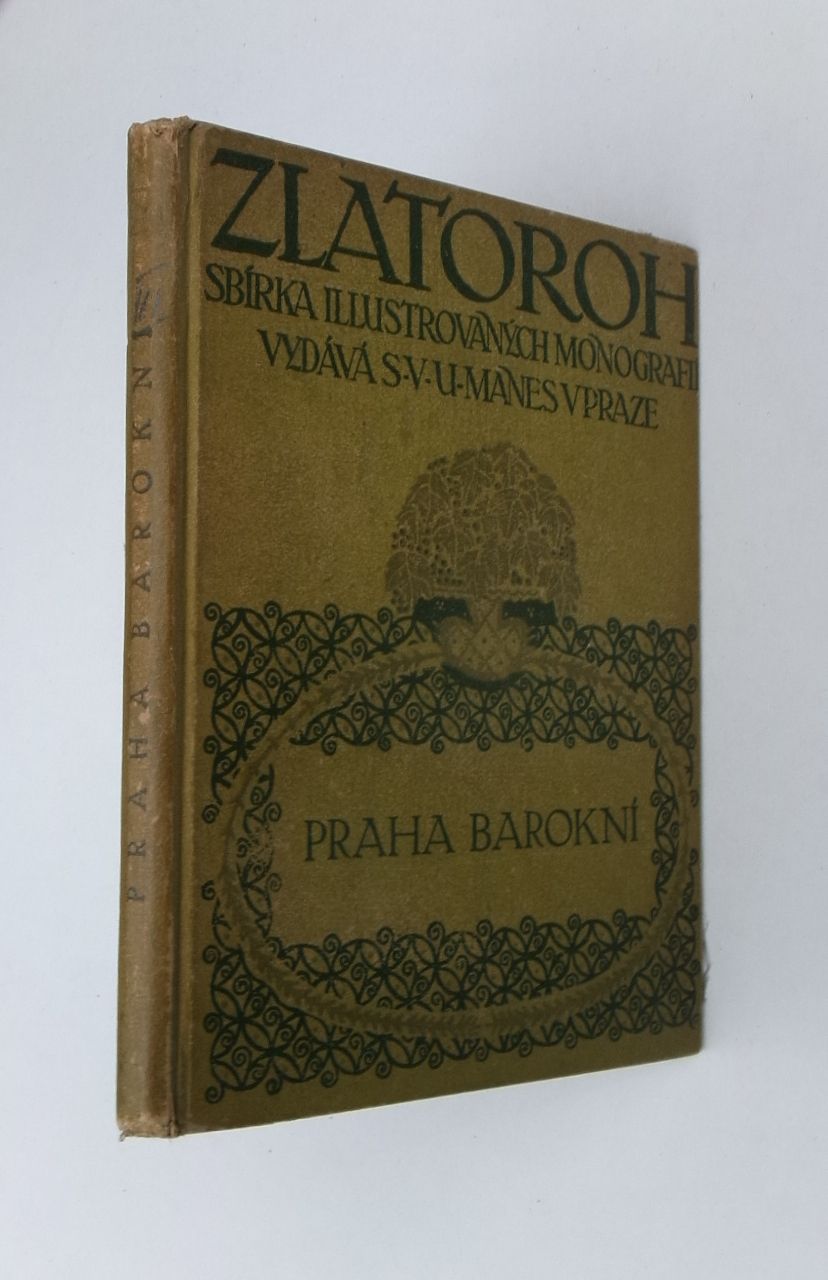 ZLATOROH
SBÍRKA ILLUSTROVANÝCH MONOGRAFIÍ
VYDÁVÁ S·V·U·MANES V PRAZE
PRAHA BAROKNÍ
PRAHA BAROKNÍ